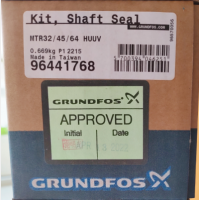 Kit, Shaft Seal
MTR32/45/64 HUUV
0.669kg P1 2215
Made in Taiwan
96441768
GRUNDFOS
APPROVED
Initial Date
APR
GRUNDFOS